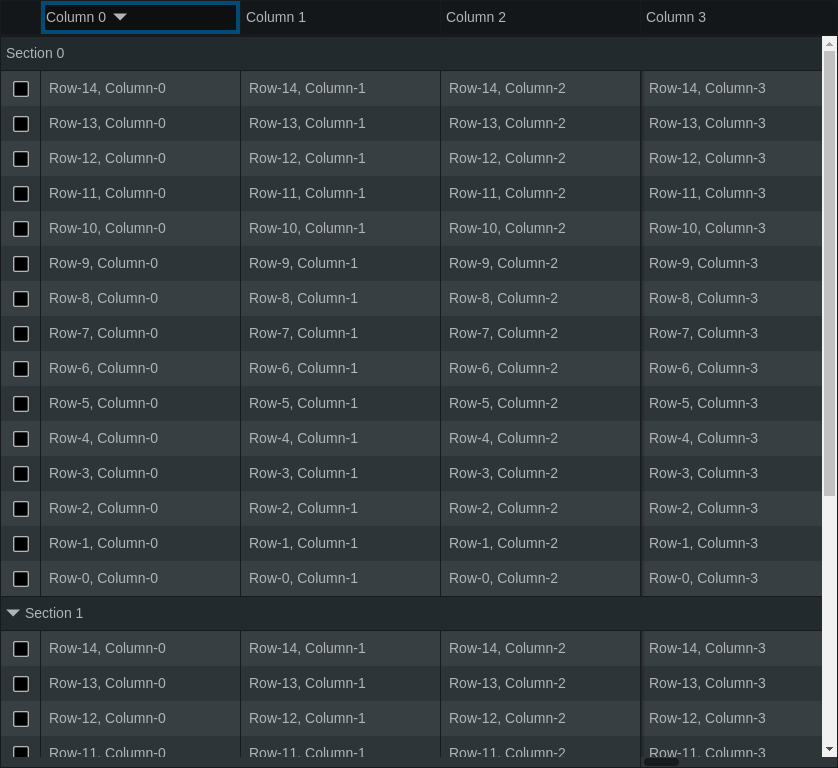 Column 0 Column 1 Column 2 Column 3
Section 0
Row-14, Column-0 Row-14, Column-1 Row-14, Column-2 Row-14, Column-3
Row-13, Column-0 Row-13, Column-1 Row-13, Column-2 Row-13, Column-3
Row-12, Column-0 Row-12, Column-1 Row-12, Column-2 Row-12, Column-3
Row-11, Column-0 Row-11, Column-1 Row-11, Column-2 Row-11, Column-3
Row-10, Column-0 Row-10, Column-1 Row-10, Column-2 Row-10, Column-3
Row-9, Column-0 Row-9, Column-1 Row-9, Column-2 Row-9, Column-3
Row-8, Column-0 Row-8, Column-1 Row-8, Column-2 Row-8, Column-3
Row-7, Column-0 Row-7, Column-1 Row-7, Column-2 Row-7, Column-3
Row-6, Column-0 Row-6, Column-1 Row-6, Column-2 Row-6, Column-3
Row-5, Column-0 Row-5, Column-1 Row-5, Column-2 Row-5, Column-3
Row-4, Column-0 Row-4, Column-1 Row-4, Column-2 Row-4, Column-3
Row-3, Column-0 Row-3, Column-1 Row-3, Column-2 Row-3, Column-3
Row-2, Column-0 Row-2, Column-1 Row-2, Column-2 Row-2, Column-3
Row-1, Column-0 Row-1, Column-1 Row-1, Column-2 Row-1, Column-3
Row-0, Column-0 Row-0, Column-1 Row-0, Column-2 Row-0, Column-3
Section 1
Row-14, Column-0 Row-14, Column-1 Row-14, Column-2 Row-14, Column-3
Row-13, Column-0 Row-13, Column-1 Row-13, Column-2 Row-13, Column-3
Row-12, Column-0 Row-12, Column-1 Row-12, Column-2 Row-12, Column-3
Row-11, Column-0 Row-11, Column-1 Row-11, Column-2 Row-11, Column-3